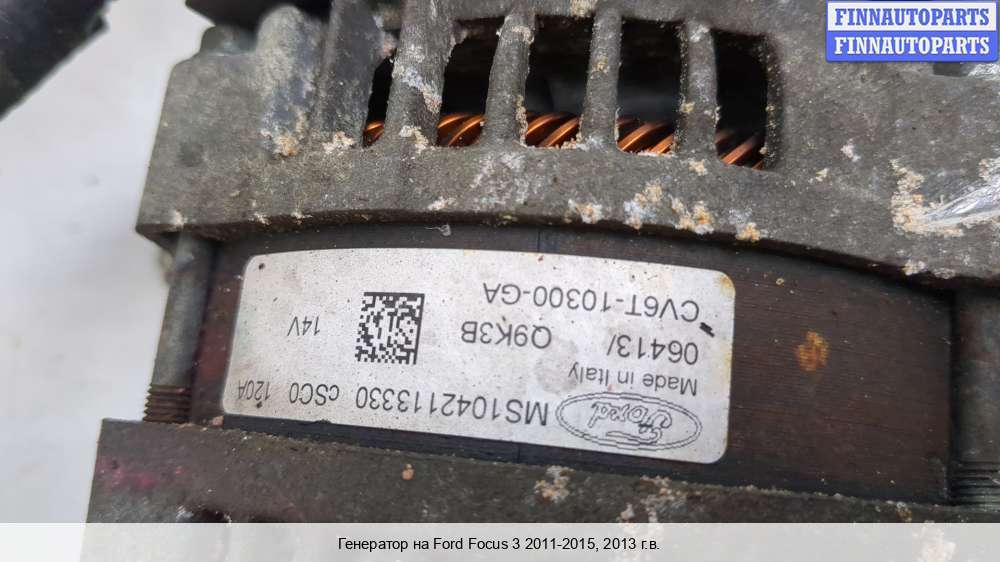 FINNAUTOPARTS
FINNAUTOPARTS
Ford
MS1042113330 cSC0 120A
Made in Italy
06413/ Q9K3B 14V
CV6T-10300-GA
Генератор на Ford Focus 3 2011-2015, 2013 г.в.